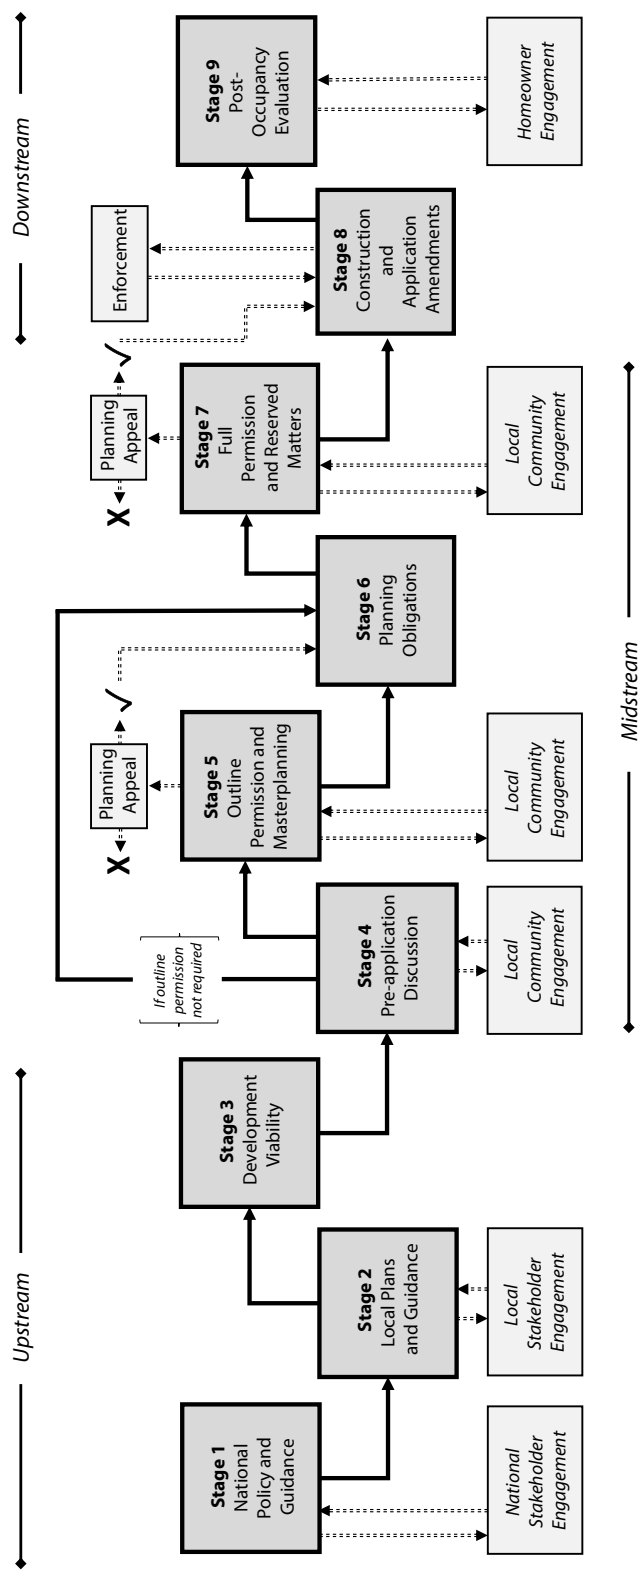 Upstream
Downstream
Stage 1
National
Policy and
Guidance
National
Stakeholder
Engagement
Stage 2
Local Plans
and Guidance
Local
Stakeholder
Engagement
Stage 3
Development
Viability
Stage 4
Pre-application
Discussion
If outline
permission
not required
Local
Community
Engagement
Stage 5
Outline
Permission and
Masterplanning
Planning
Appeal
X
√
Local
Community
Engagement
Stage 6
Planning
Obligations
Stage 7
Full
Permission
and Reserved
Matters
Planning
Appeal
X
√
Local
Community
Engagement
Stage 8
Construction
and
Application
Amendments
Enforcement
Stage 9
Post-
Occupancy
Evaluation
Homeowner
Engagement
Midstream